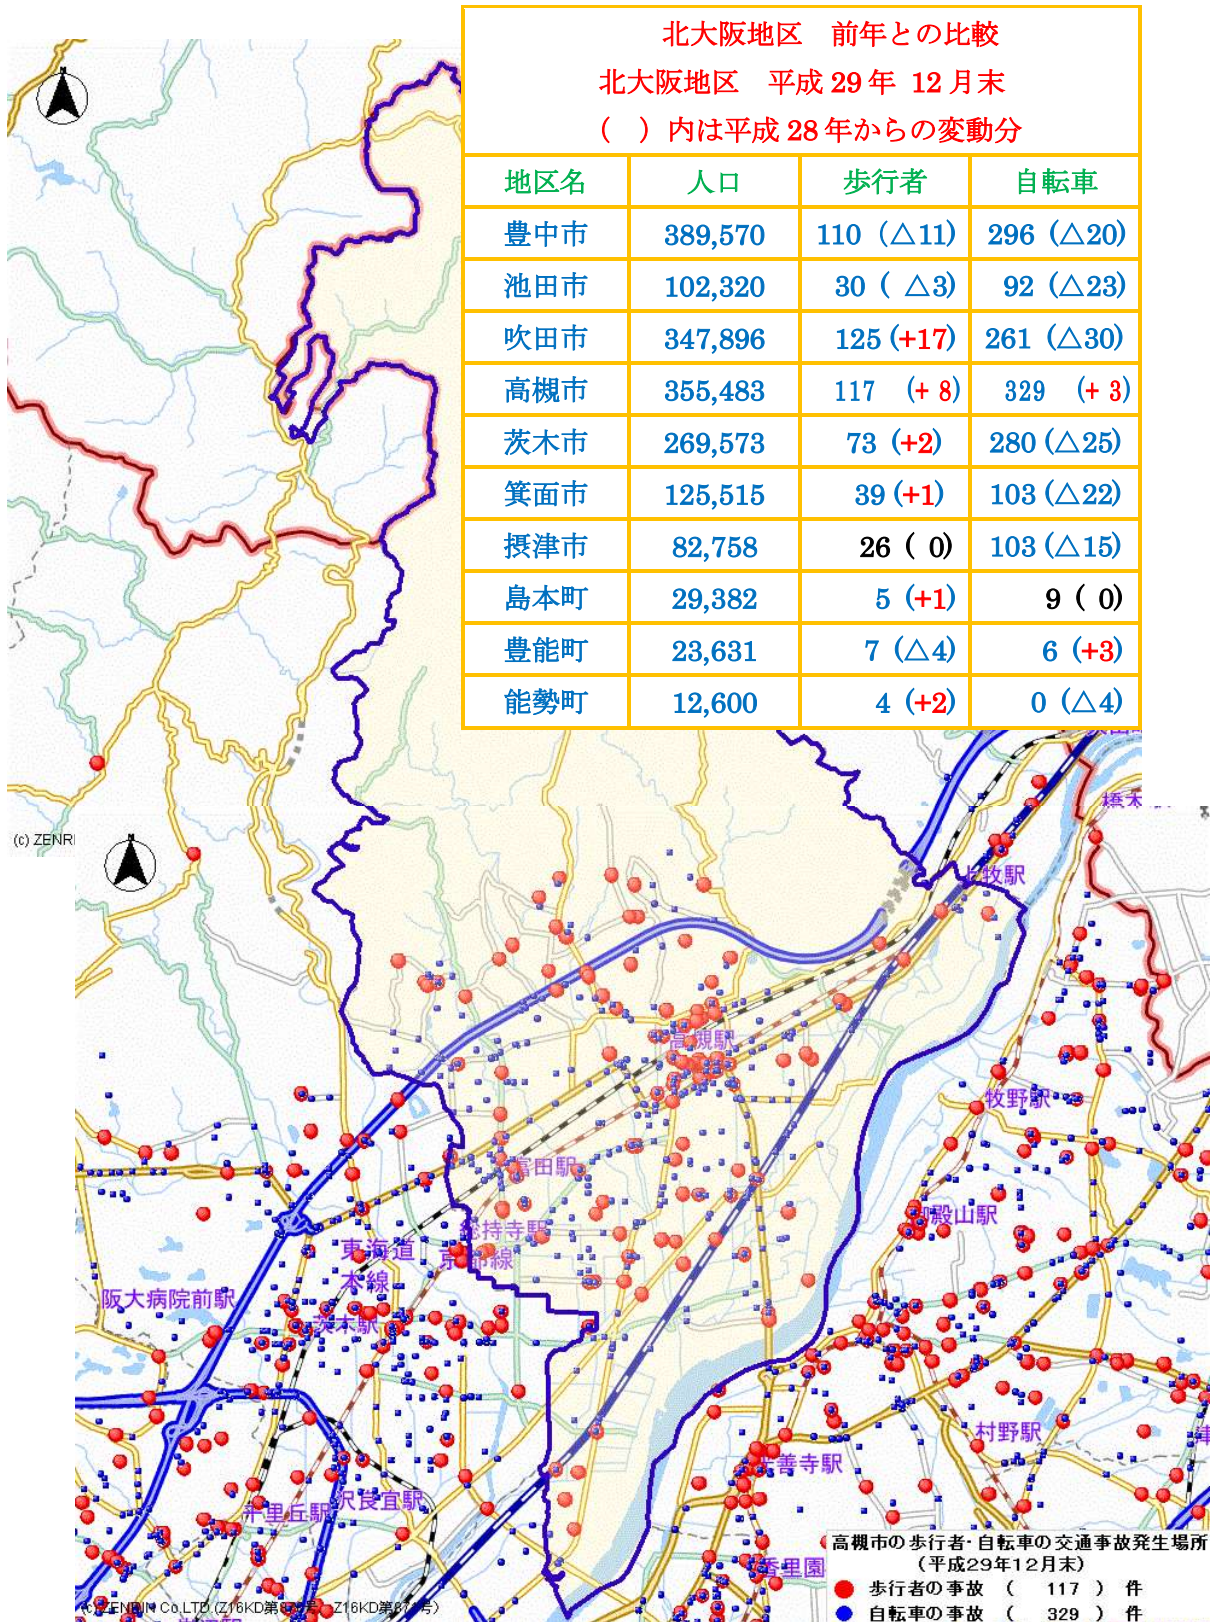 北大阪地区 前年との比較
北大阪地区 平成 29 年 12 月末
( ) 内は平成 28 年からの変動分
地区名 人口 歩行者 自転車
豊中市 389,570 110 (△11) 296 (△20)
池田市 102,320 30 ( △3) 92 (△23)
吹田市 347,896 125 (+17) 261 (△30)
高槻市 355,483 117 (+ 8) 329 (+ 3)
茨木市 269,573 73 (+2) 280 (△25)
箕面市 125,515 39 (+1) 103 (△22)
摂津市 82,758 26 ( 0) 103 (△15)
島本町 29,382 5 (+1) 9 ( 0)
豊能町 23,631 7 (△4) 6 (+3)
能勢町 12,600 4 (+2) 0 (△4)
(c) ZENRI
上牧駅
高槻駅
牧野駅
富田駅
御殿山駅
総持寺駅
東海道
本線
京都線
阪大病院前駅
茨木駅
村野駅
光善寺駅
沢良宜駅
千里丘駅
香里園
高槻市の歩行者・自転車の交通事故発生場所
(平成29年12月末)
歩行者の事故 ( 117 ) 件
自転車の事故 ( 329 ) 件